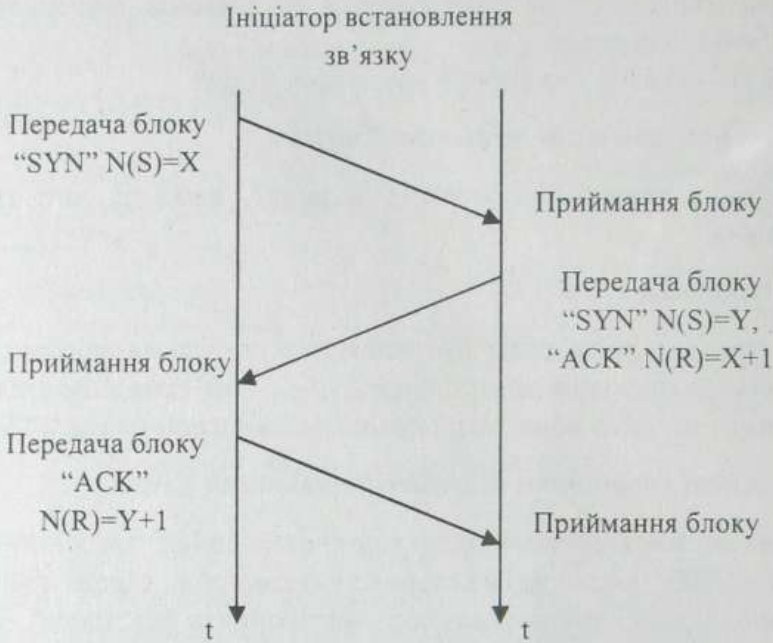 Ініціатор встановлення
зв’язку
Передача блоку
“SYN” N(S)=X
Приймання блоку
Передача блоку
“SYN” N(S)=Y,
“ACK” N(R)=X+1
Приймання блоку
Передача блоку
“ACK”
N(R)=Y+1
Приймання блоку
t
t